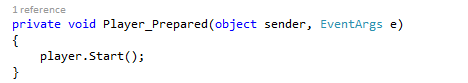 1 reference
private void Player_Prepared(object sender, EventArgs e)
{
    player.Start();
}